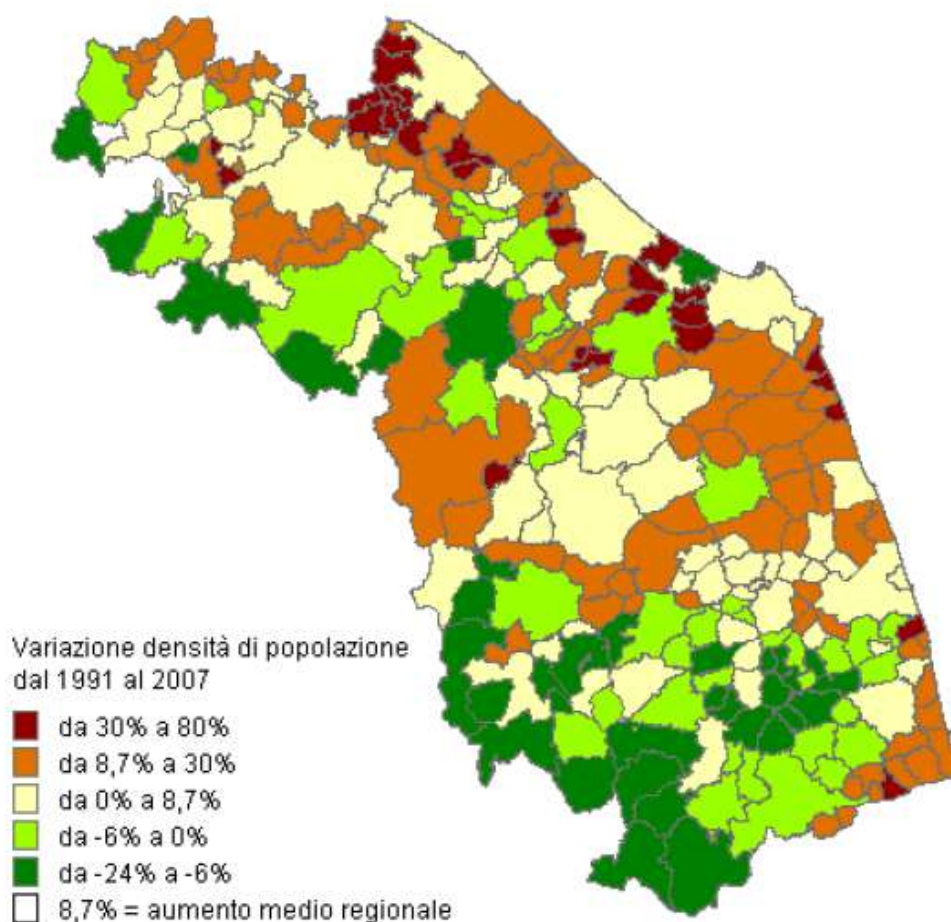 Variazione densità di popolazione
dal 1991 al 2007
da 30% a 80%
da 8,7% a 30%
da 0% a 8,7%
da -6% a 0%
da -24% a -6%
8,7% = aumento medio regionale